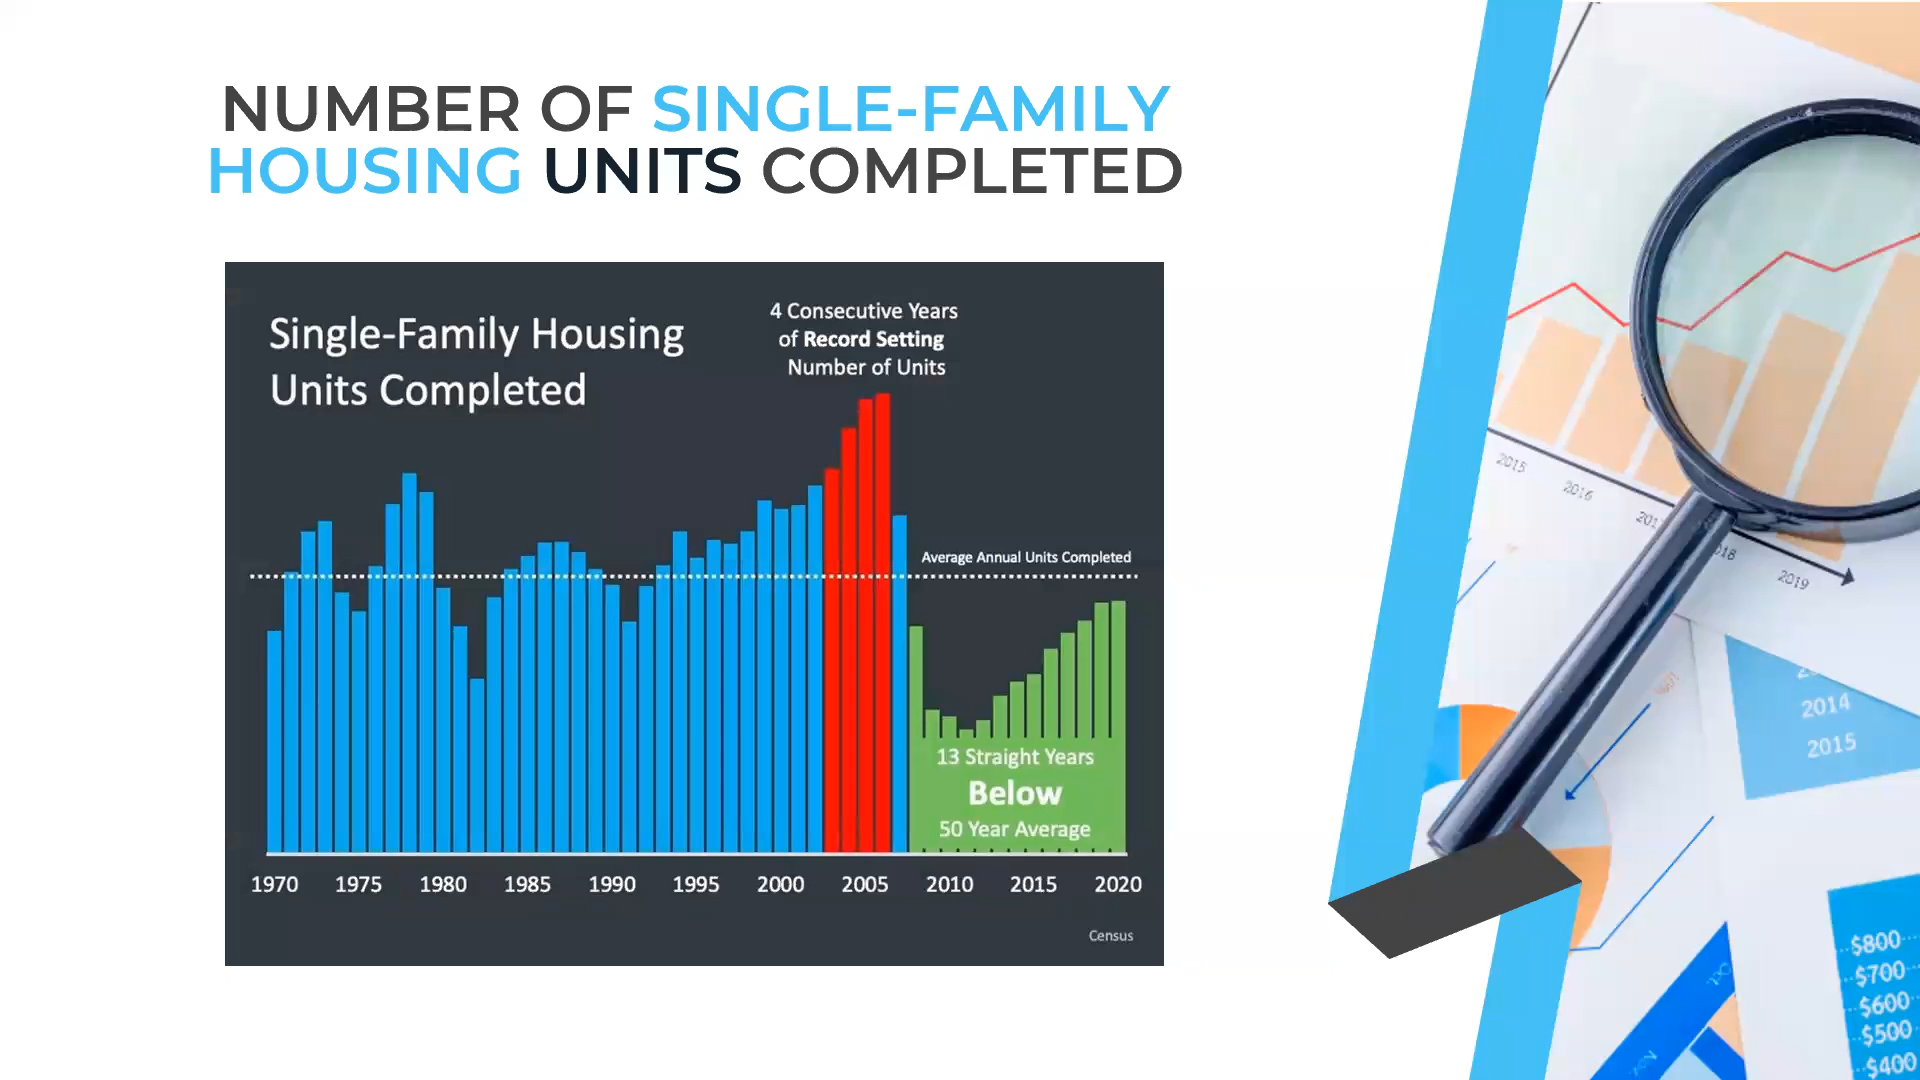 NUMBER OF SINGLE-FAMILY
HOUSING UNITS COMPLETED
Single-Family Housing
Units Completed
4 Consecutive Years
of Record Setting
Number of Units
Average Annual Units Completed
13 Straight Years
Below
50 Year Average
1970 1975 1980 1985 1990 1995 2000 2005 2010 2015 2020
Census
2015
2016
2019
2014
2015
$800
$700
$600
$500
$400